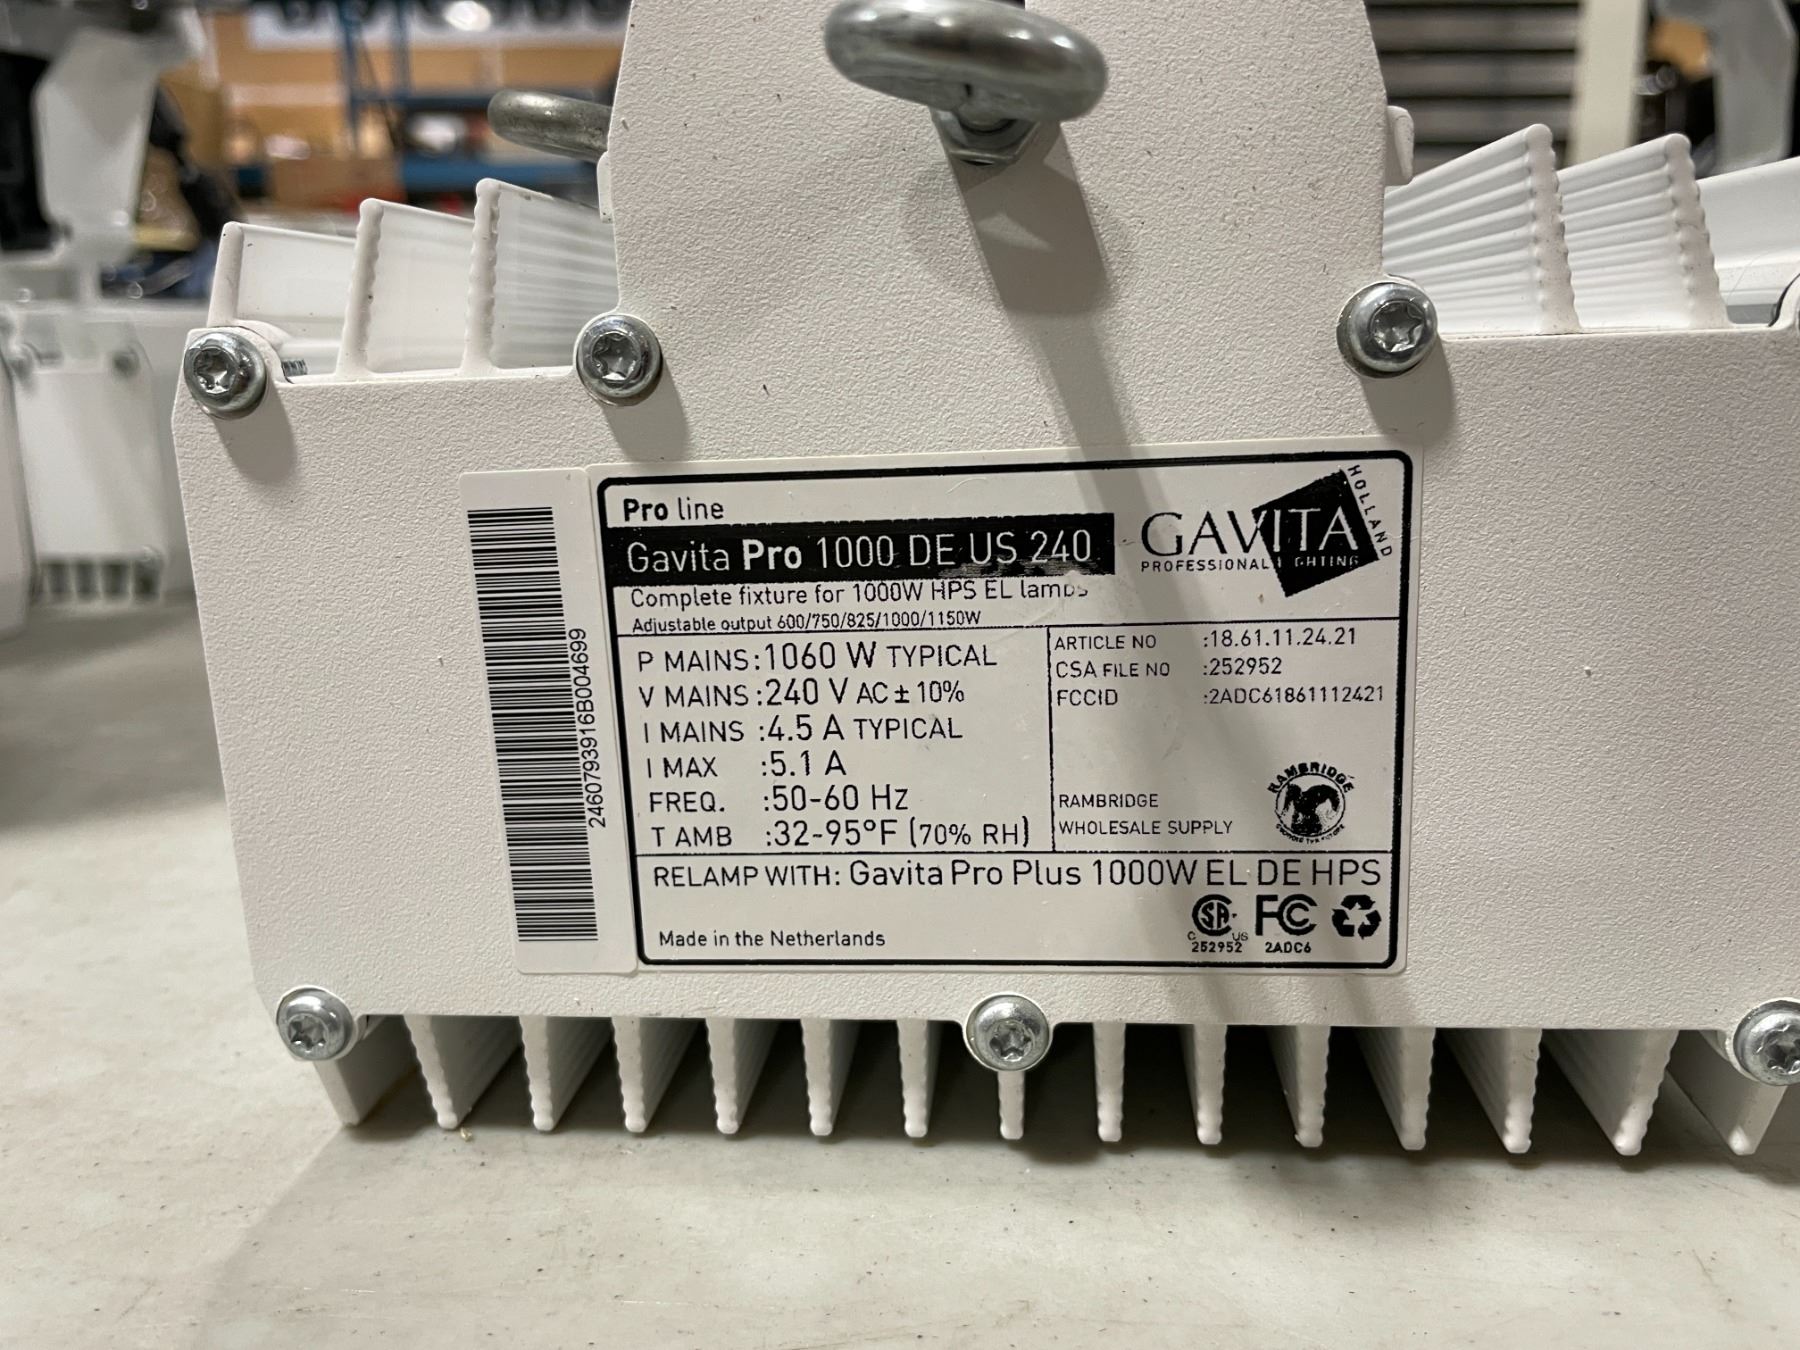 Pro line
Gavita Pro 1000 DE US 240
Complete fixture for 1000W HPS EL lamps
Adjustable output 600/750/825/1000/1150W
GAVITA
HOLLAND
PROFESSIONAL LIGHTING
P MAINS :1060 W TYPICAL
V MAINS :240 V AC ± 10%
I MAINS :4.5 A TYPICAL
I MAX :5.1 A
FREQ. :50-60 Hz
T AMB :32-95°F (70% RH)
ARTICLE NO :18.61.11.24.21
CSA FILE NO :252952
FCCID :2ADC61861112421
RAMBRIDGE
WHOLESALE SUPPLY
RAMBRIDGE
RELAMP WITH: Gavita Pro Plus 1000W EL DE HPS
Made in the Netherlands
C US
252952
FC
2ADC6
2460793916B004699